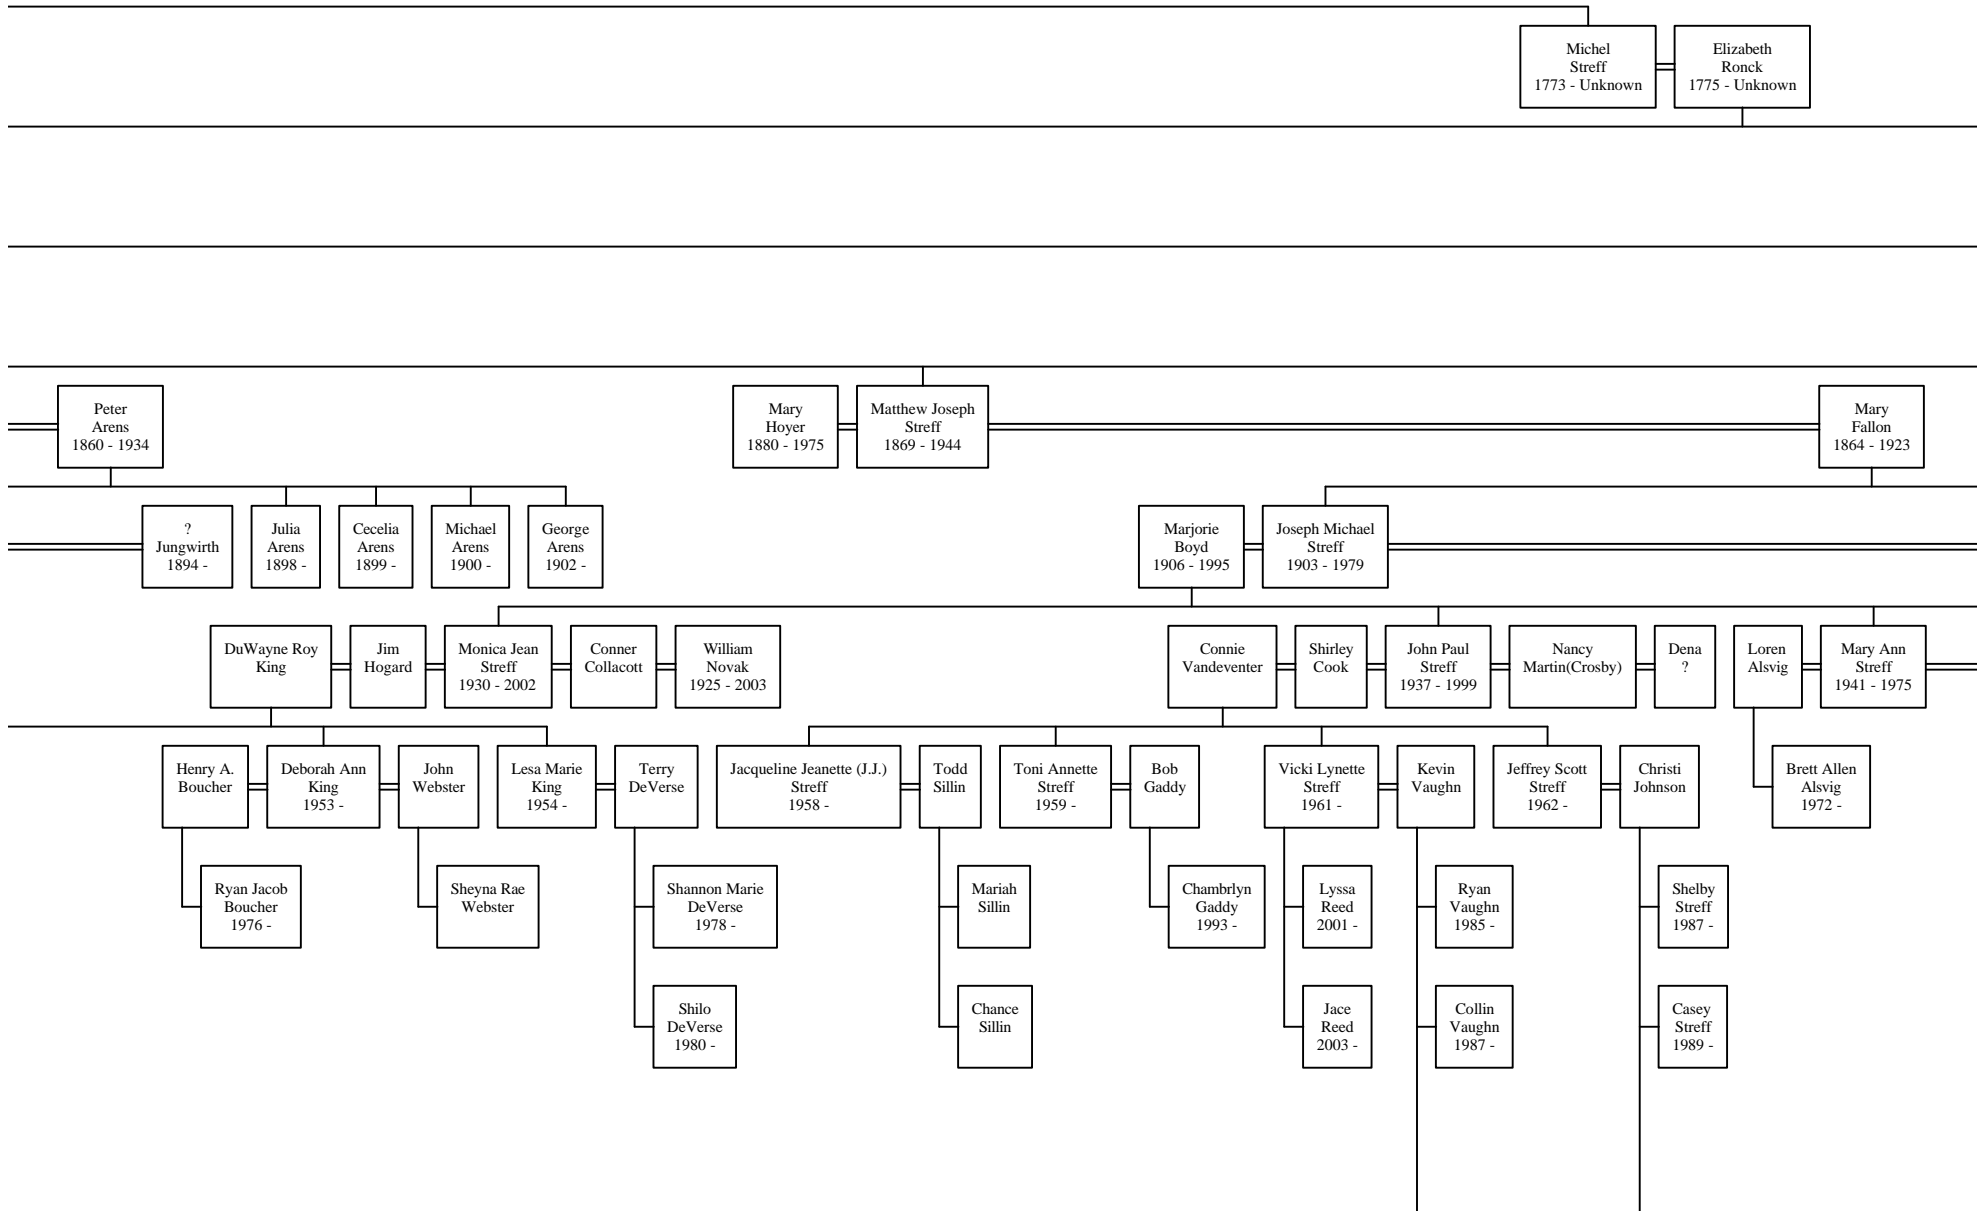 Michel
Streff
1773 - Unknown
Elizabeth
Ronck
1775 - Unknown
Peter
Arens
1860 - 1934
Mary
Hoyer
1880 - 1975
Matthew Joseph
Streff
1869 - 1944
Mary
Fallon
1864 - 1923
?
Jungwirth
1894 -
Julia
Arens
1898 -
Cecelia
Arens
1899 -
Michael
Arens
1900 -
George
Arens
1902 -
Marjorie
Boyd
1906 - 1995
Joseph Michael
Streff
1903 - 1979
DuWayne Roy
King
Jim
Hogard
Monica Jean
Streff
1930 - 2002
Conner
Collacott
William
Novak
1925 - 2003
Connie
Vandeventer
Shirley
Cook
John Paul
Streff
1937 - 1999
Nancy
Martin(Crosby)
Dena
?
Loren
Alsvig
Mary Ann
Streff
1941 - 1975
Henry A.
Boucher
Deborah Ann
King
1953 -
John
Webster
Lesa Marie
King
1954 -
Terry
DeVerse
Jacqueline Jeanette (J.J.)
Streff
1958 -
Todd
Sillin
Toni Annette
Streff
1959 -
Bob
Gaddy
Vicki Lynette
Streff
1961 -
Kevin
Vaughn
Jeffrey Scott
Streff
1962 -
Christi
Johnson
Brett Allen
Alsvig
1972 -
Ryan Jacob
Boucher
1976 -
Sheyna Rae
Webster
Shannon Marie
DeVerse
1978 -
Mariah
Sillin
Chambrlyn
Gaddy
1993 -
Lyssa
Reed
2001 -
Ryan
Vaughn
1985 -
Shelby
Streff
1987 -
Shilo
DeVerse
1980 -
Chance
Sillin
Jace
Reed
2003 -
Collin
Vaughn
1987 -
Casey
Streff
1989 -